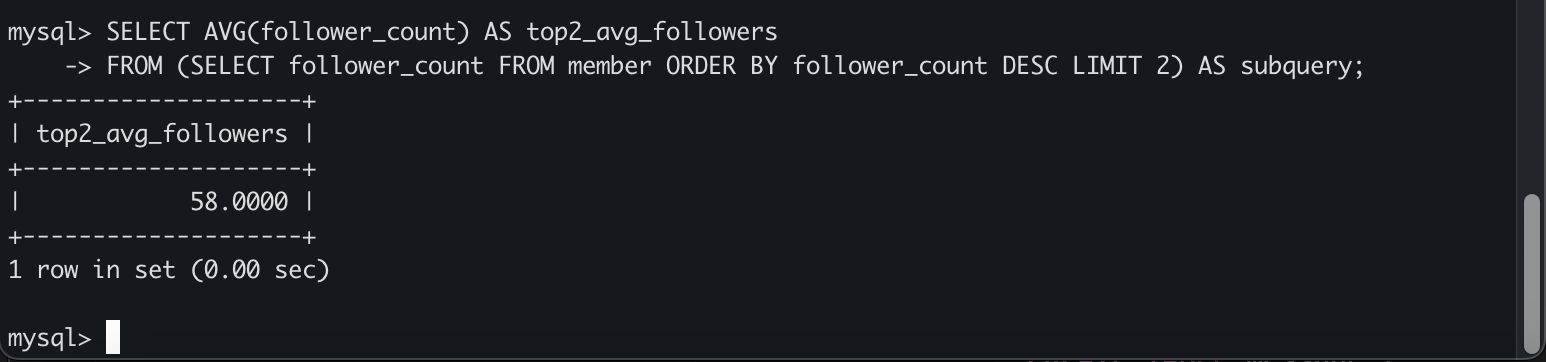 mysql> SELECT AVG(follower_count) AS top2_avg_followers
    -> FROM (SELECT follower_count FROM member ORDER BY follower_count DESC LIMIT 2) AS subquery;
+--------------------+
| top2_avg_followers |
+--------------------+
|            58.0000 |
+--------------------+
1 row in set (0.00 sec)
mysql>